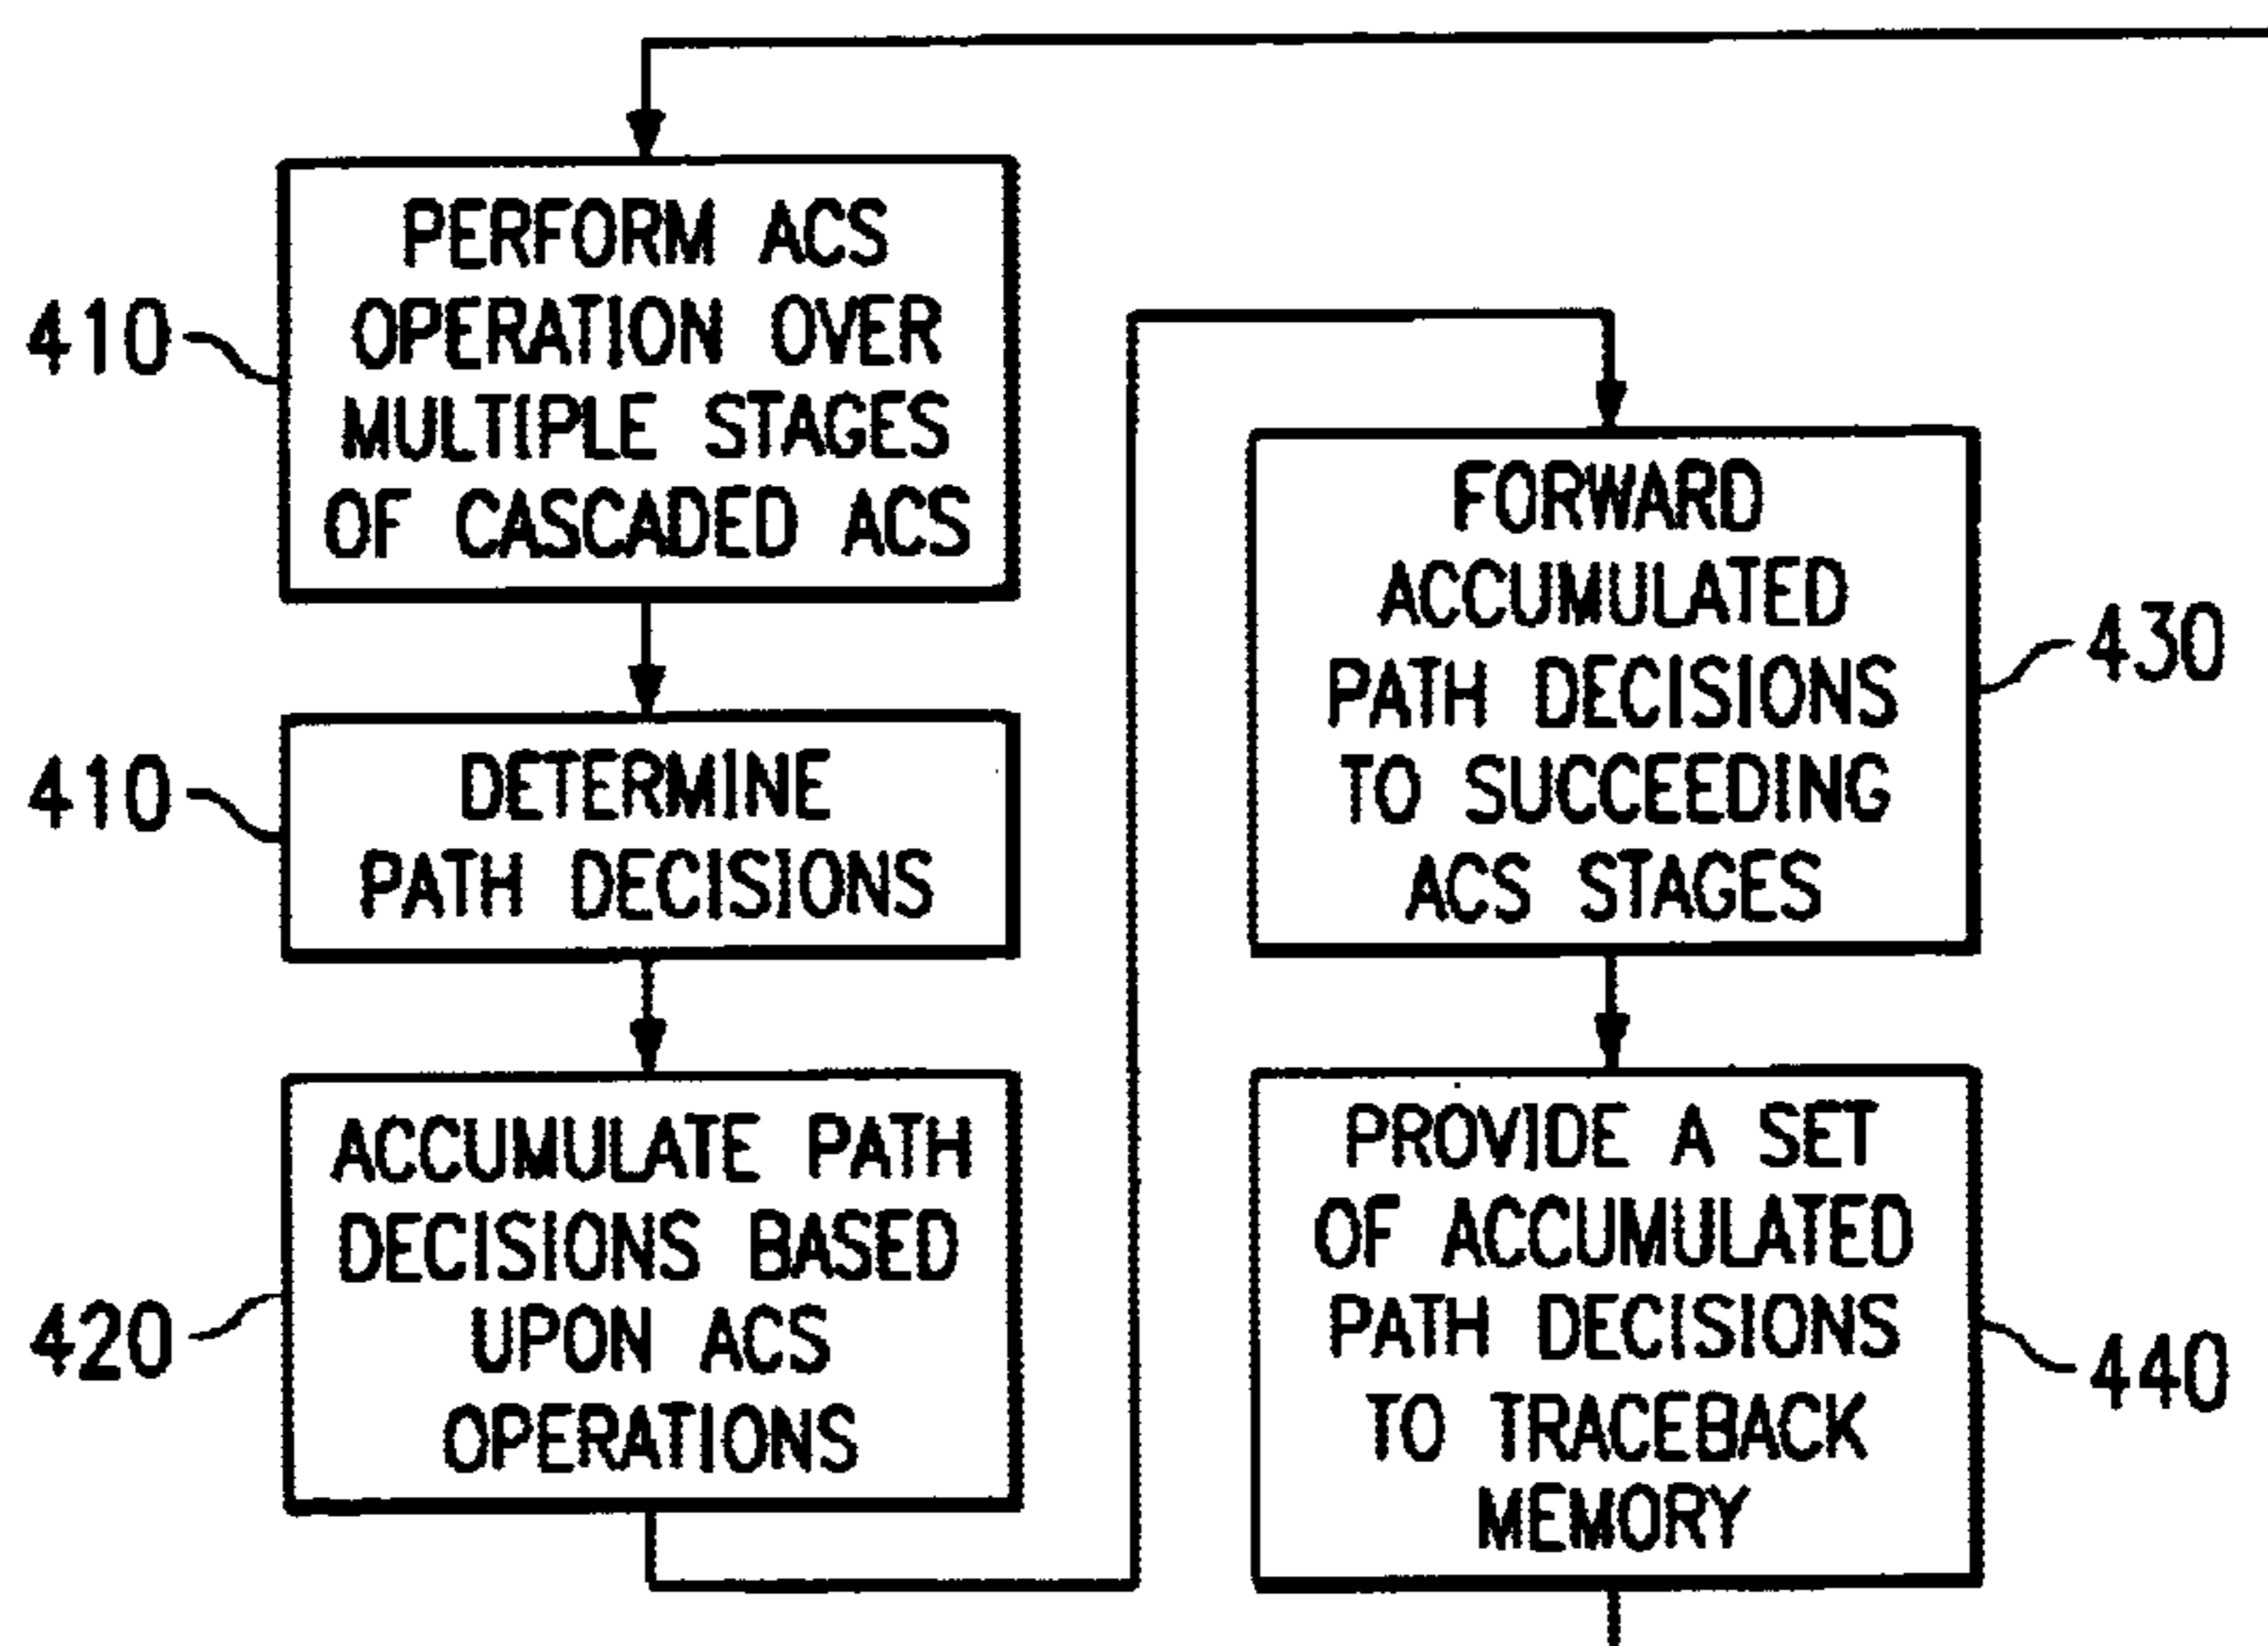 410
PERFORM ACS
OPERATION OVER
MULTIPLE STAGES
OF CASCADED ACS
410
DETERMINE
PATH DECISIONS
420
ACCUMULATE PATH
DECISIONS BASED
UPON ACS
OPERATIONS
FORWARD
ACCUMULATED
PATH DECISIONS
TO SUCCEEDING
ACS STAGES
430
PROVIDE A SET
OF ACCUMULATED
PATH DECISIONS
TO TRACEBACK
MEMORY
440